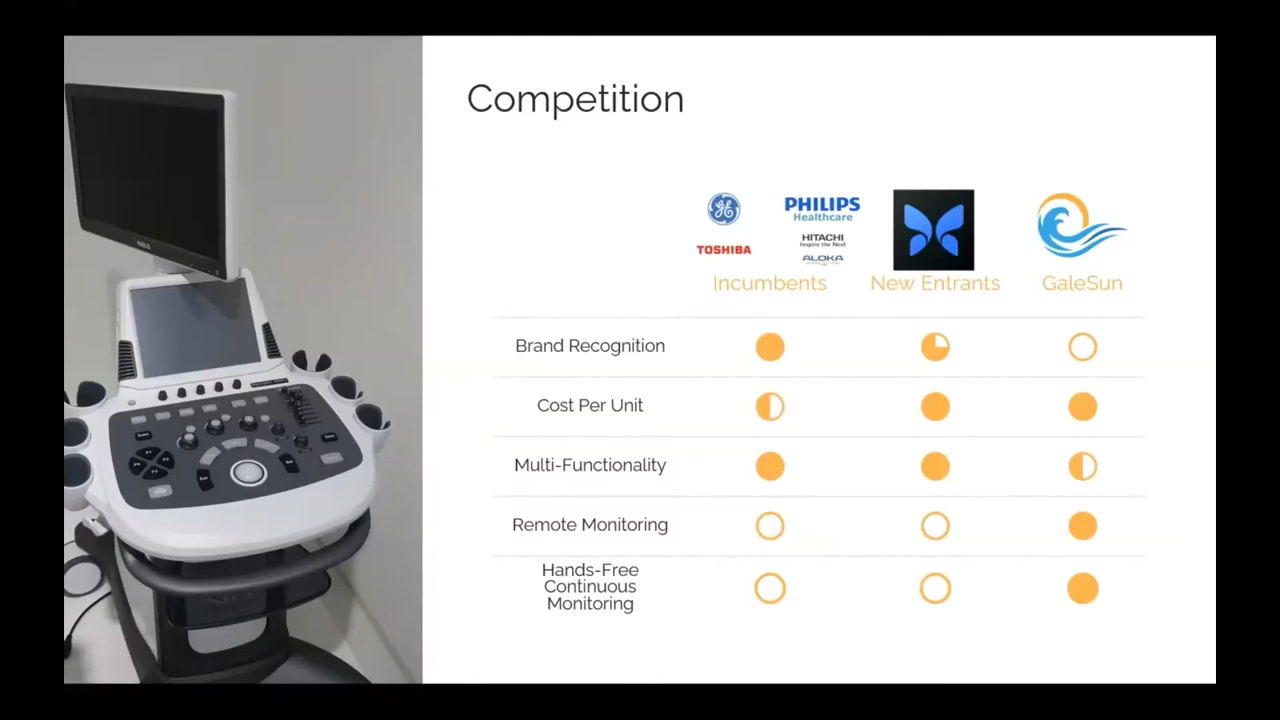 Competition
PHILIPS
Healthcare
HITACHI
Inspire the Next
TOSHIBA
ALOKA
Incumbents
New Entrants
GaleSun
Brand Recognition
Cost Per Unit
Multi-Functionality
Remote Monitoring
Hands-Free
Continuous
Monitoring